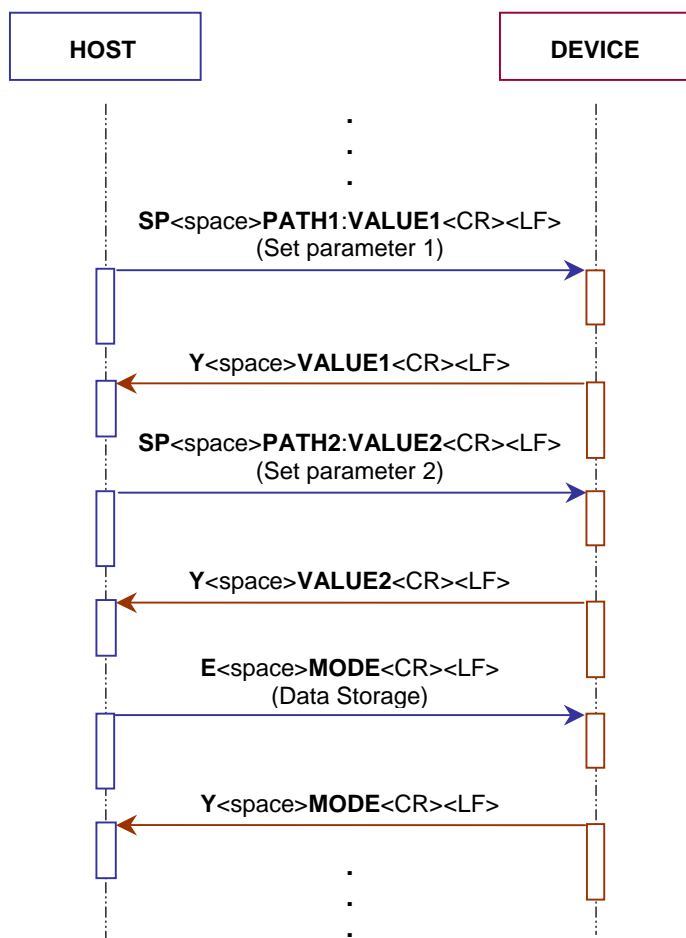 HOST
DEVICE
.
.
.
SP<space>PATH1:VALUE1<CR><LF>
(Set parameter 1)
Y<space>VALUE1<CR><LF>
SP<space>PATH2:VALUE2<CR><LF>
(Set parameter 2)
Y<space>VALUE2<CR><LF>
E<space>MODE<CR><LF>
(Data Storage)
Y<space>MODE<CR><LF>
.
.
.